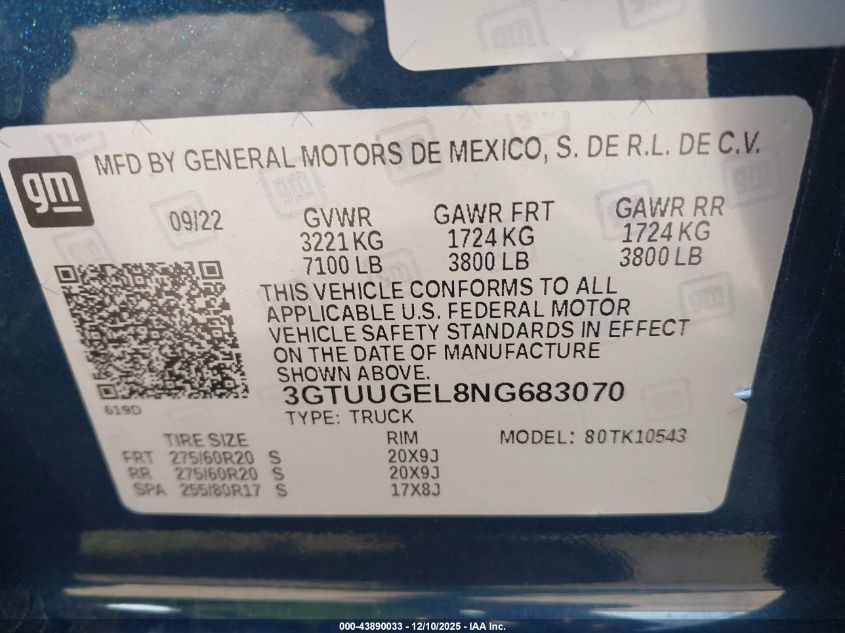 MFD BY GENERAL MOTORS DE MEXICO, S. DE R.L. DE C.V.
gm
09/22 GVWR GAWR FRT GAWR RR
3221 KG 1724 KG 1724 KG
7100 LB 3800 LB 3800 LB
THIS VEHICLE CONFORMS TO ALL
APPLICABLE U.S. FEDERAL MOTOR
VEHICLE SAFETY STANDARDS IN EFFECT
ON THE DATE OF MANUFACTURE
SHOWN ABOVE.
3GTUUGEL8NG683070
619D
TYPE: TRUCK
TIRE SIZE RIM MODEL: 80TK10543
FRT 275/60R20 S 20X9J
RR 275/60R20 S 20X9J
SPA 255/80R17 S 17X8J
000-43890033 - 12/10/2025 - IAA Inc.